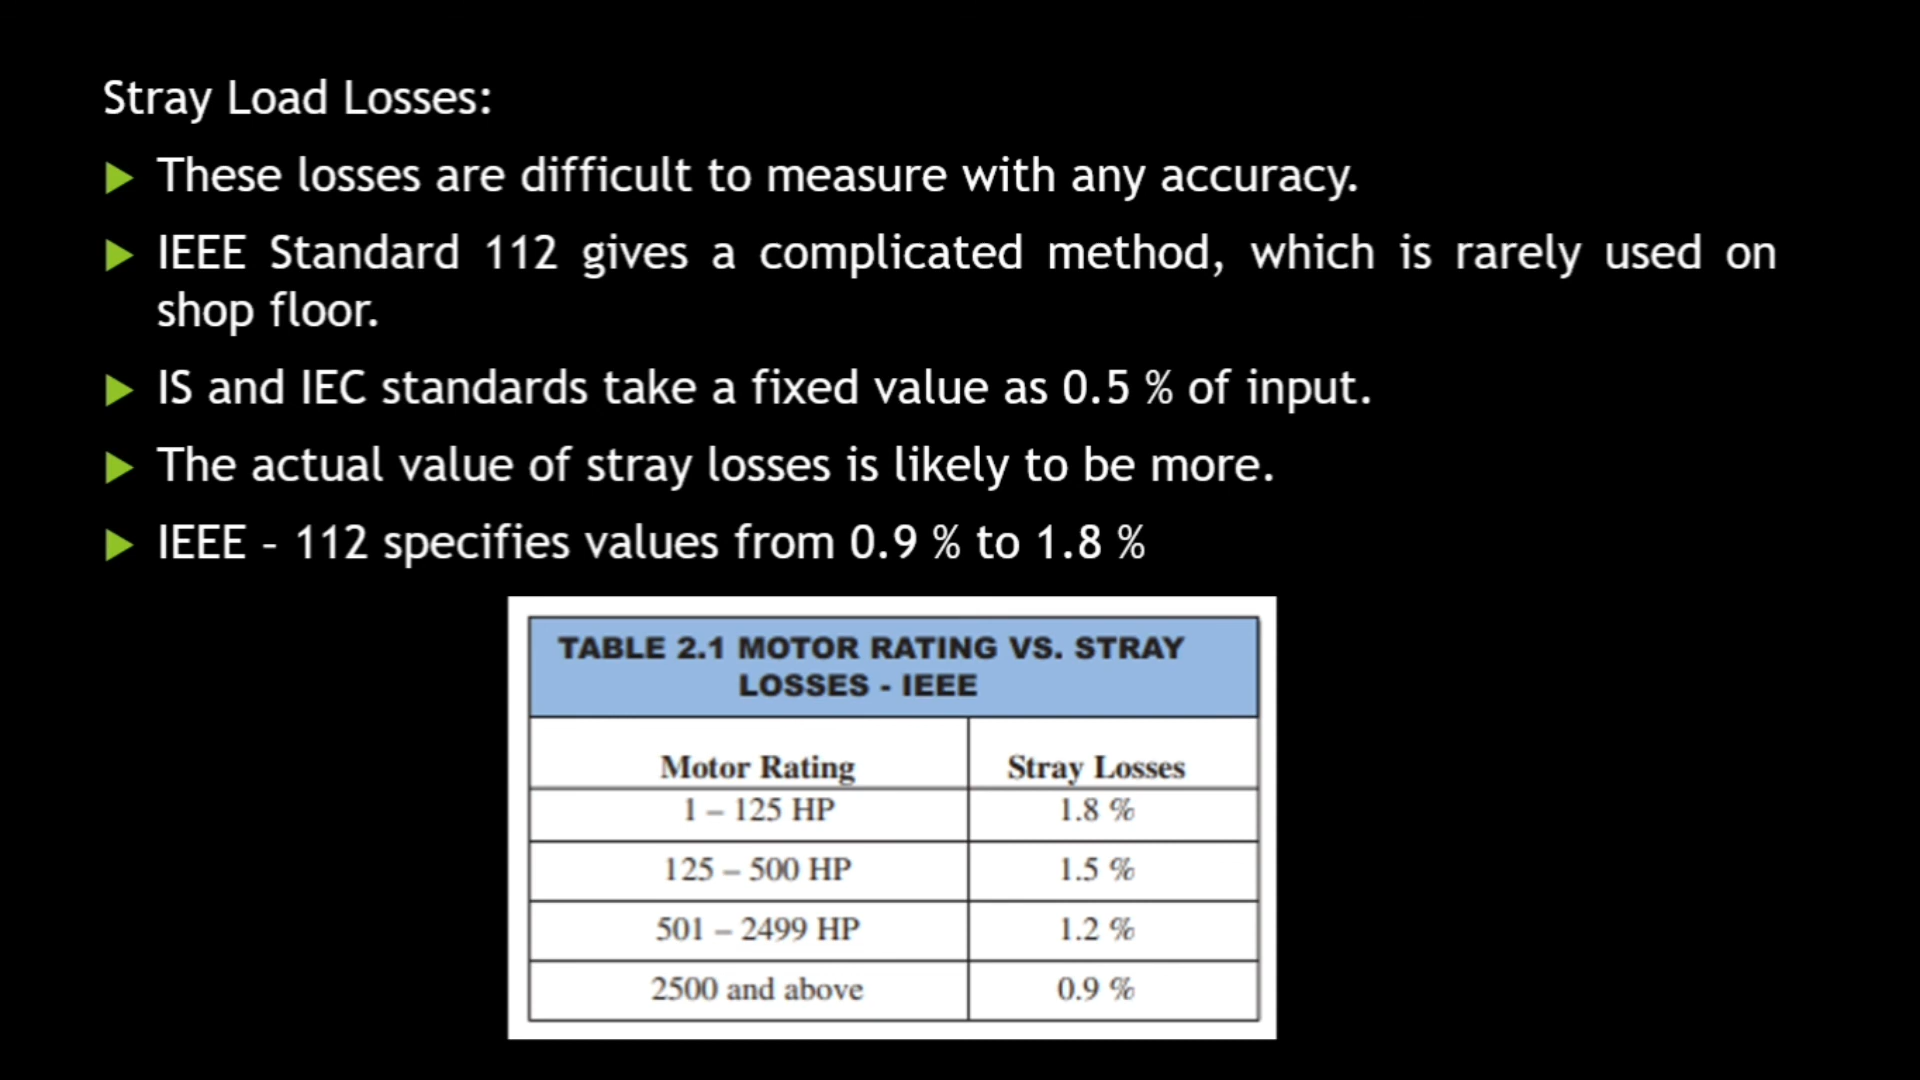 Stray Load Losses:
These losses are difficult to measure with any accuracy.
IEEE Standard 112 gives a complicated method, which is rarely used on
shop floor.
IS and IEC standards take a fixed value as 0.5 % of input.
The actual value of stray losses is likely to be more.
IEEE – 112 specifies values from 0.9 % to 1.8 %
TABLE 2.1 MOTOR RATING VS. STRAY
LOSSES - IEEE
Motor Rating Stray Losses
1 – 125 HP 1.8 %
125 – 500 HP 1.5 %
501 – 2499 HP 1.2 %
2500 and above 0.9 %